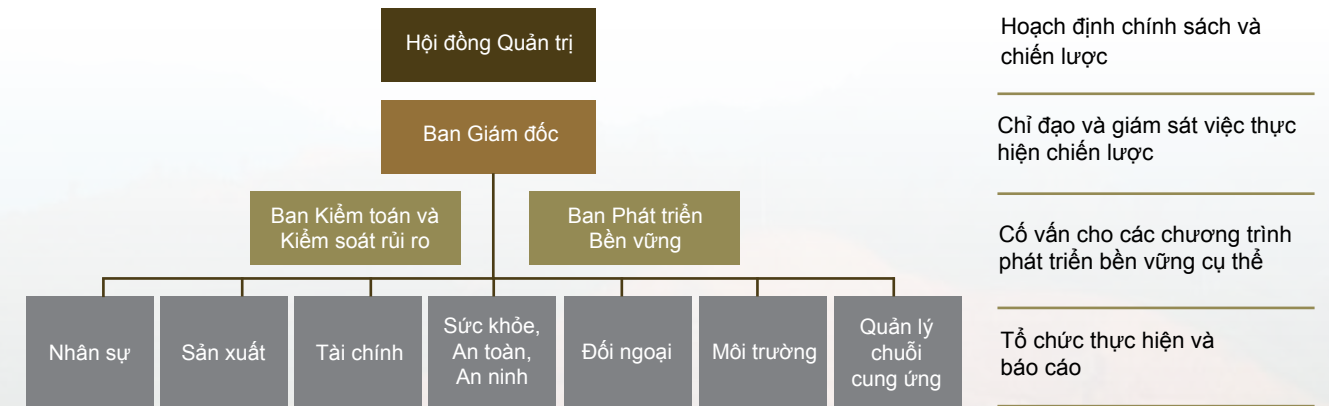 Hội đồng Quản trị
Hoạch định chính sách và
chiến lược
Ban Giám đốc
Chỉ đạo và giám sát việc thực
hiện chiến lược
Ban Kiểm toán và
Kiểm soát rủi ro
Ban Phát triển
Bền vững
Cố vấn cho các chương trình
phát triển bền vững cụ thể
Nhân sự
Sản xuất
Tài chính
Sức khỏe,
An toàn,
An ninh
Đối ngoại
Môi trường
Quản lý
chuỗi
cung ứng
Tổ chức thực hiện và
báo cáo